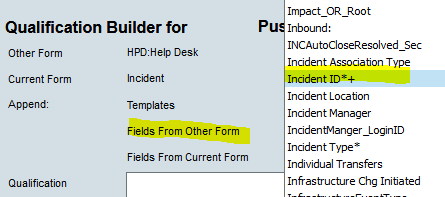 Qualification Builder for
Pus
Other Form HPD:Help Desk
Current Form Incident
Append: Templates
Fields From Other Form
Fields From Current Form
Qualification
Impact_OR_Root
Inbound:
INCAutoCloseResolved_Sec
Incident Association Type
Incident ID*+
Incident Location
Incident Manager
IncidentManger_LoginID
Incident Type*
Individual Transfers
Infrastructure Chg Initiated
InfrastructureEventType